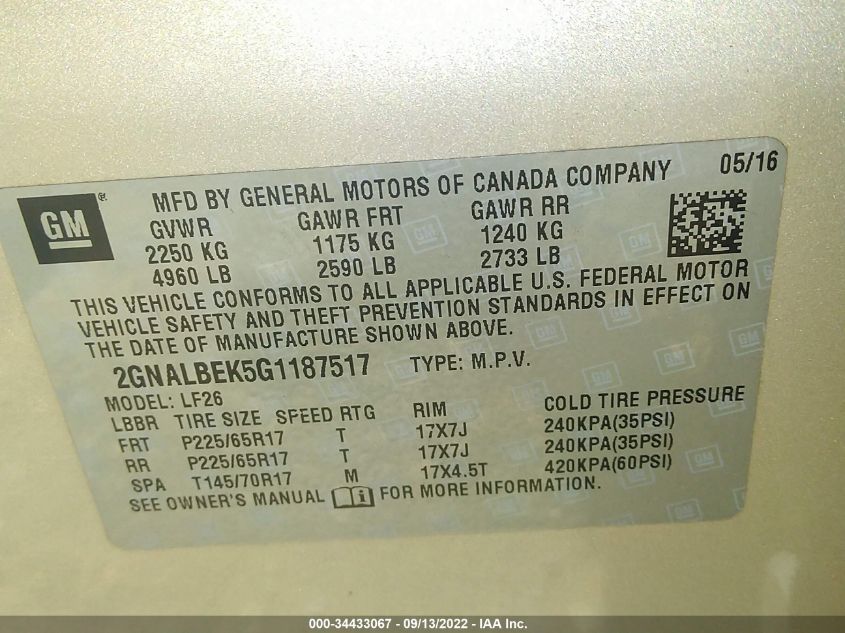 GM
®
MFD BY GENERAL MOTORS OF CANADA COMPANY 05/16
GVWR GAWR FRT GAWR RR
2250 KG 1175 KG 1240 KG
4960 LB 2590 LB 2733 LB
THIS VEHICLE CONFORMS TO ALL APPLICABLE U.S. FEDERAL MOTOR
VEHICLE SAFETY AND THEFT PREVENTION STANDARDS IN EFFECT ON
THE DATE OF MANUFACTURE SHOWN ABOVE.
2GNALBEK5G1187517 TYPE: M.P.V.
MODEL: LF26
LBBR TIRE SIZE SPEED RTG RIM COLD TIRE PRESSURE
FRT P225/65R17 T 17X7J 240KPA(35PSI)
RR P225/65R17 T 17X7J 240KPA(35PSI)
SPA T145/70R17 M 17X4.5T 420KPA(60PSI)
SEE OWNER'S MANUAL i FOR MORE INFORMATION.
000-34433067 - 09/13/2022 - IAA Inc.